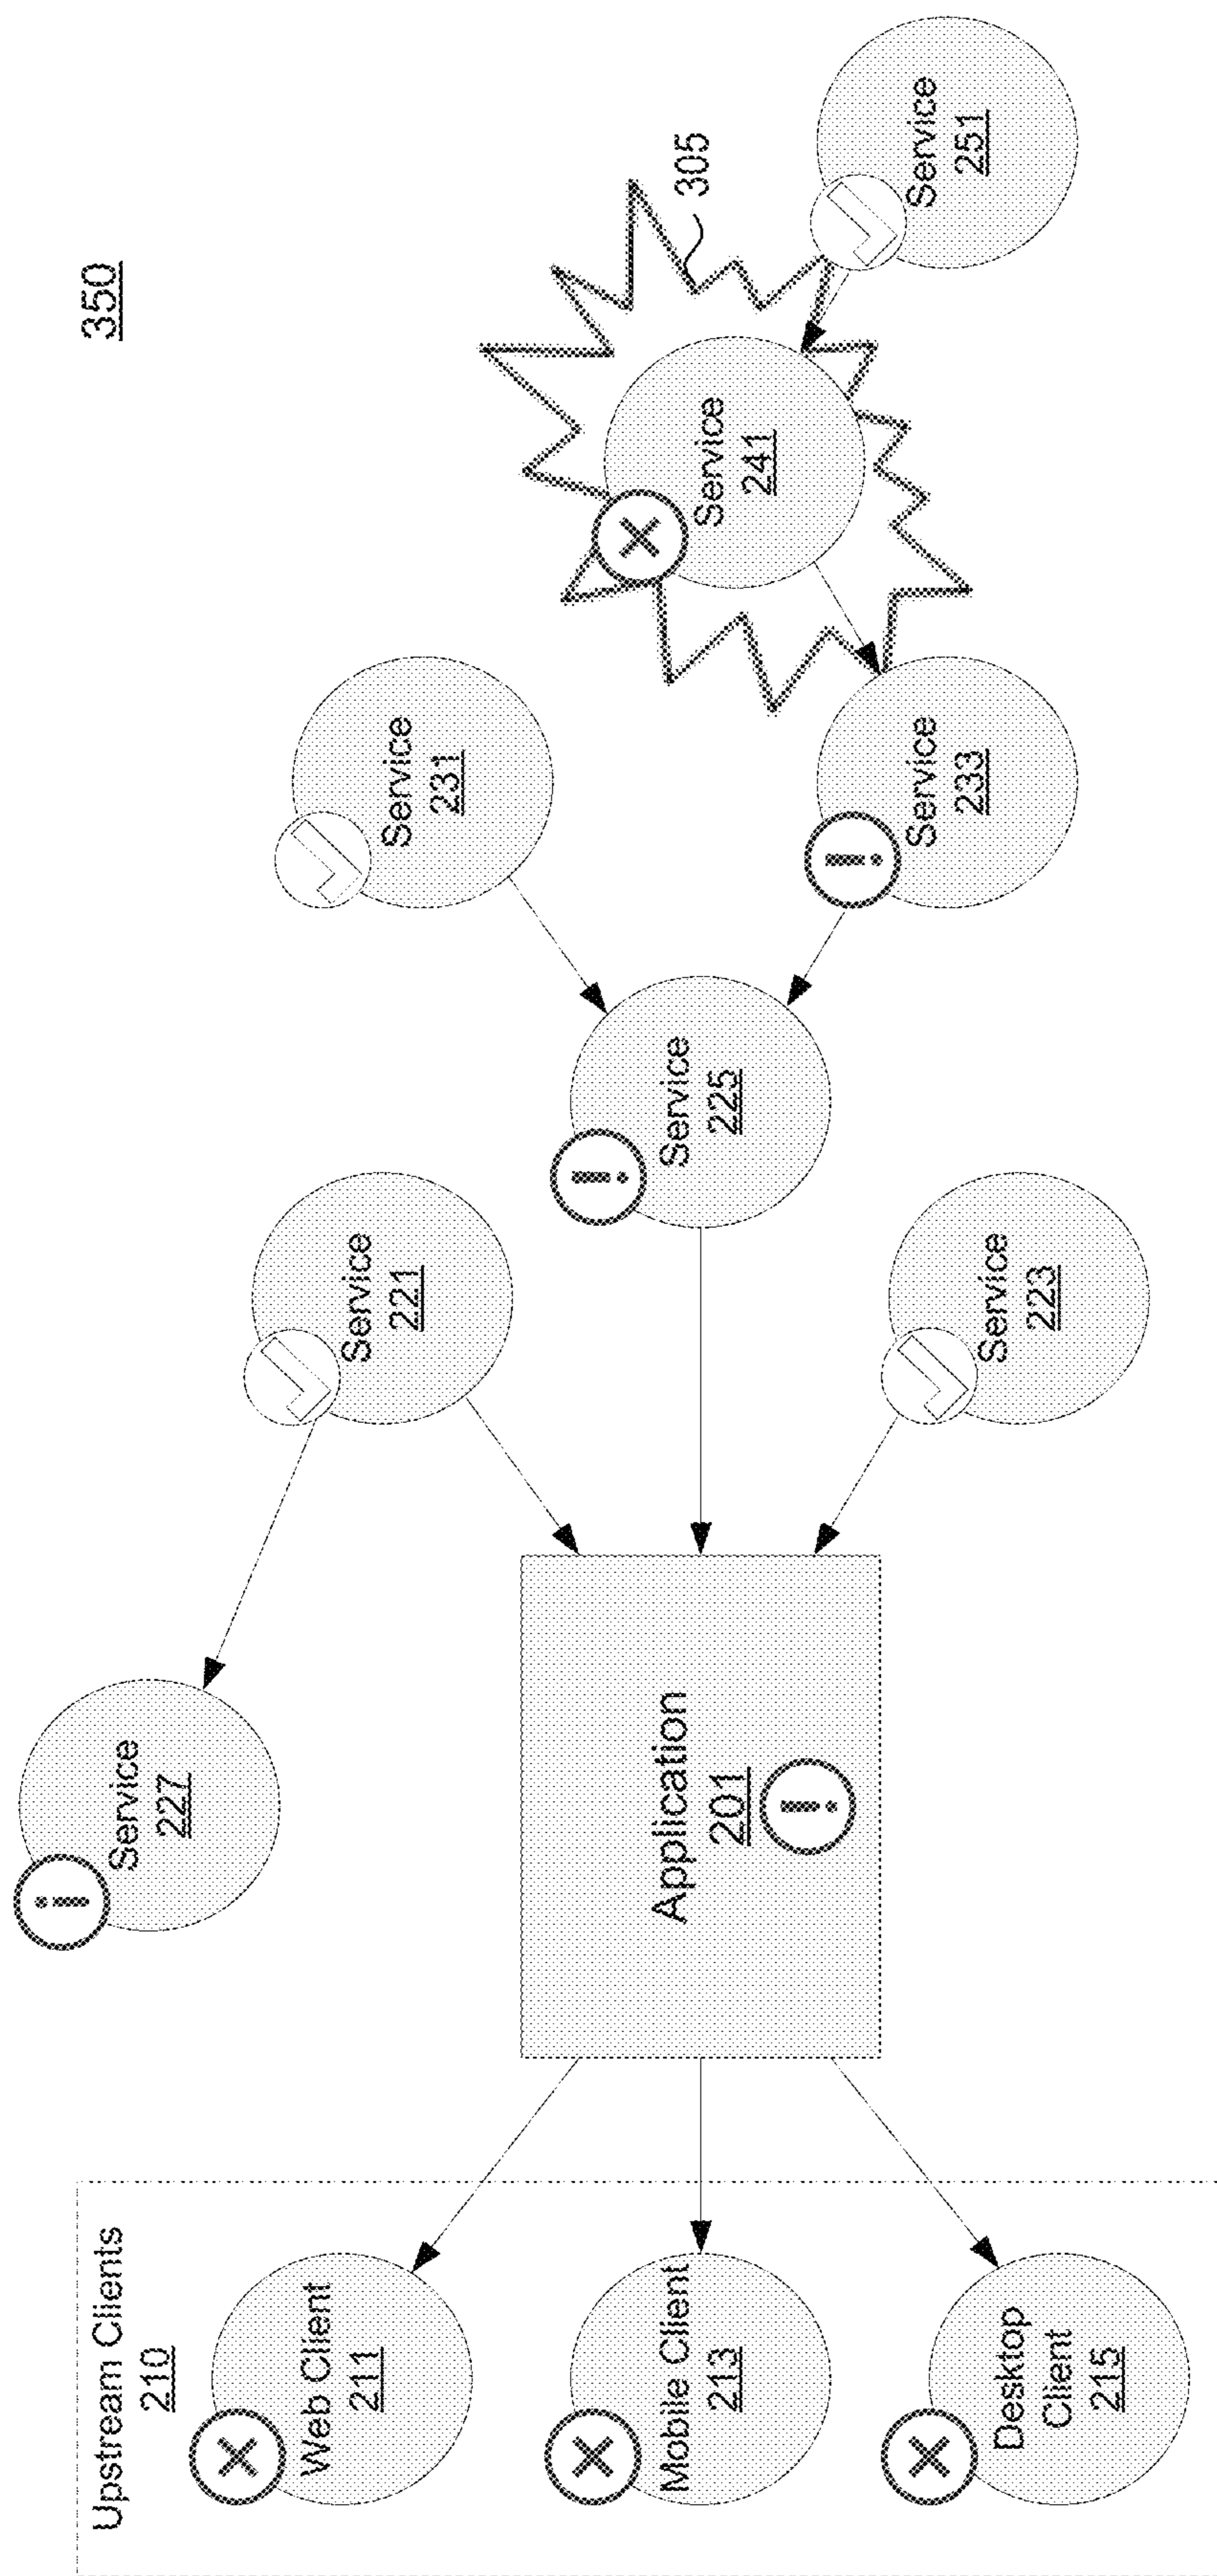 350
Upstream Clients
210
Web Client
211
Mobile Client
213
Desktop
Client
215
Service
227
Application
201
Service
221
Service
223
Service
225
Service
231
Service
233
Service
241
305
Service
251